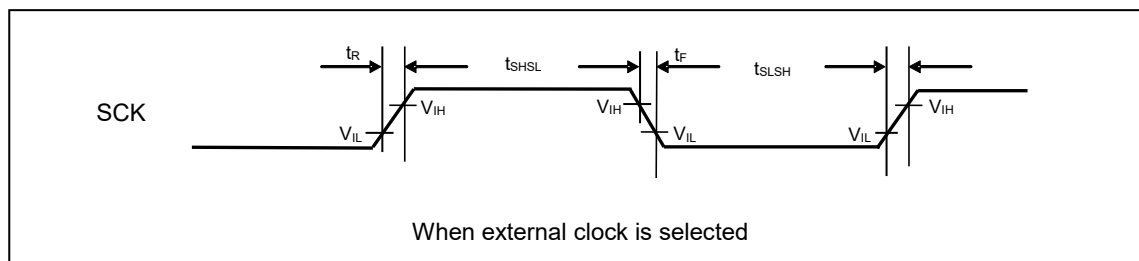 tR tSHSL tF tSLSH
SCK VIH VIH VIH
VIL VIL VIL
When external clock is selected